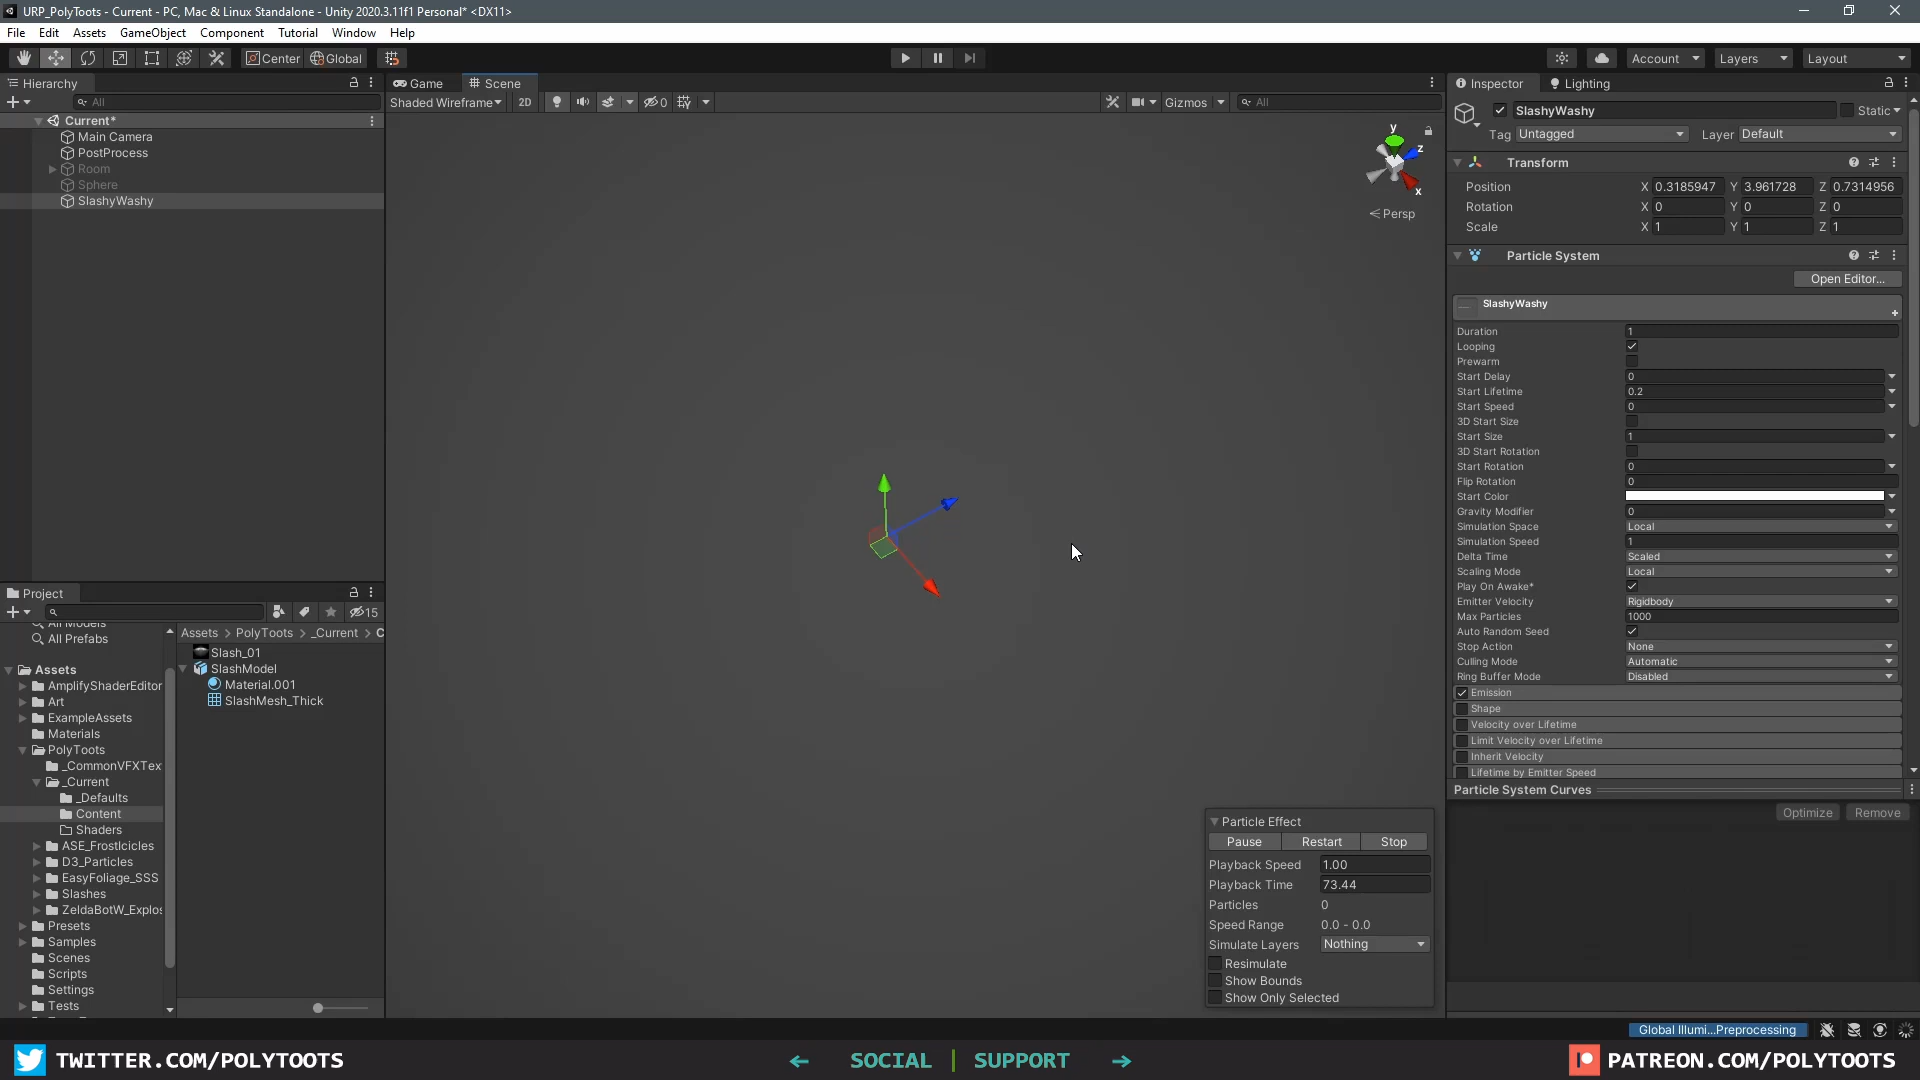 URP_PolyToots - Current - PC, Mac & Linux Standalone - Unity 2020.3.11f1 Personal* <DX11>
File Edit Assets GameObject Component Tutorial Window Help
Center Global Account Layers Layout
Hierarchy
All
Current*
Main Camera
PostProcess
Room
Sphere
SlashyWashy
Game Scene
Shaded Wireframe 2D 0 Gizmos All
y
z
x
Persp
Particle Effect
Pause Restart Stop
Playback Speed 1.00
Playback Time 73.44
Particles 0
Speed Range 0.0 - 0.0
Simulate Layers Nothing
Resimulate
Show Bounds
Show Only Selected
Project
15
All Models
All Prefabs
Assets
AmplifyShaderEditor
Art
ExampleAssets
Materials
PolyToots
_CommonVFXTex
_Current
_Defaults
Content
Shaders
ASE_FrostIcicles
D3_Particles
EasyFoliage_SSS
Slashes
ZeldaBotW_Explos
Presets
Samples
Scenes
Scripts
Settings
Tests
Assets > PolyToots > _Current > C
Slash_01
SlashModel
Material.001
SlashMesh_Thick
Inspector Lighting
SlashyWashy Static
Tag Untagged Layer Default
Transform
Position X 0.3185947 Y 3.961728 Z 0.7314956
Rotation X 0 Y 0 Z 0
Scale X 1 Y 1 Z 1
Particle System
Open Editor...
SlashyWashy
Duration 1
Looping
Prewarm
Start Delay 0
Start Lifetime 0.2
Start Speed 0
3D Start Size
Start Size 1
3D Start Rotation
Start Rotation 0
Flip Rotation 0
Start Color
Gravity Modifier 0
Simulation Space Local
Simulation Speed 1
Delta Time Scaled
Scaling Mode Local
Play On Awake*
Emitter Velocity Rigidbody
Max Particles 1000
Auto Random Seed
Stop Action None
Culling Mode Automatic
Ring Buffer Mode Disabled
Emission
Shape
Velocity over Lifetime
Limit Velocity over Lifetime
Inherit Velocity
Lifetime by Emitter Speed
Particle System Curves
Optimize Remove
Global Illumi...Preprocessing
TWITTER.COM/POLYTOOTS
← SOCIAL | SUPPORT →
PATREON.COM/POLYTOOTS